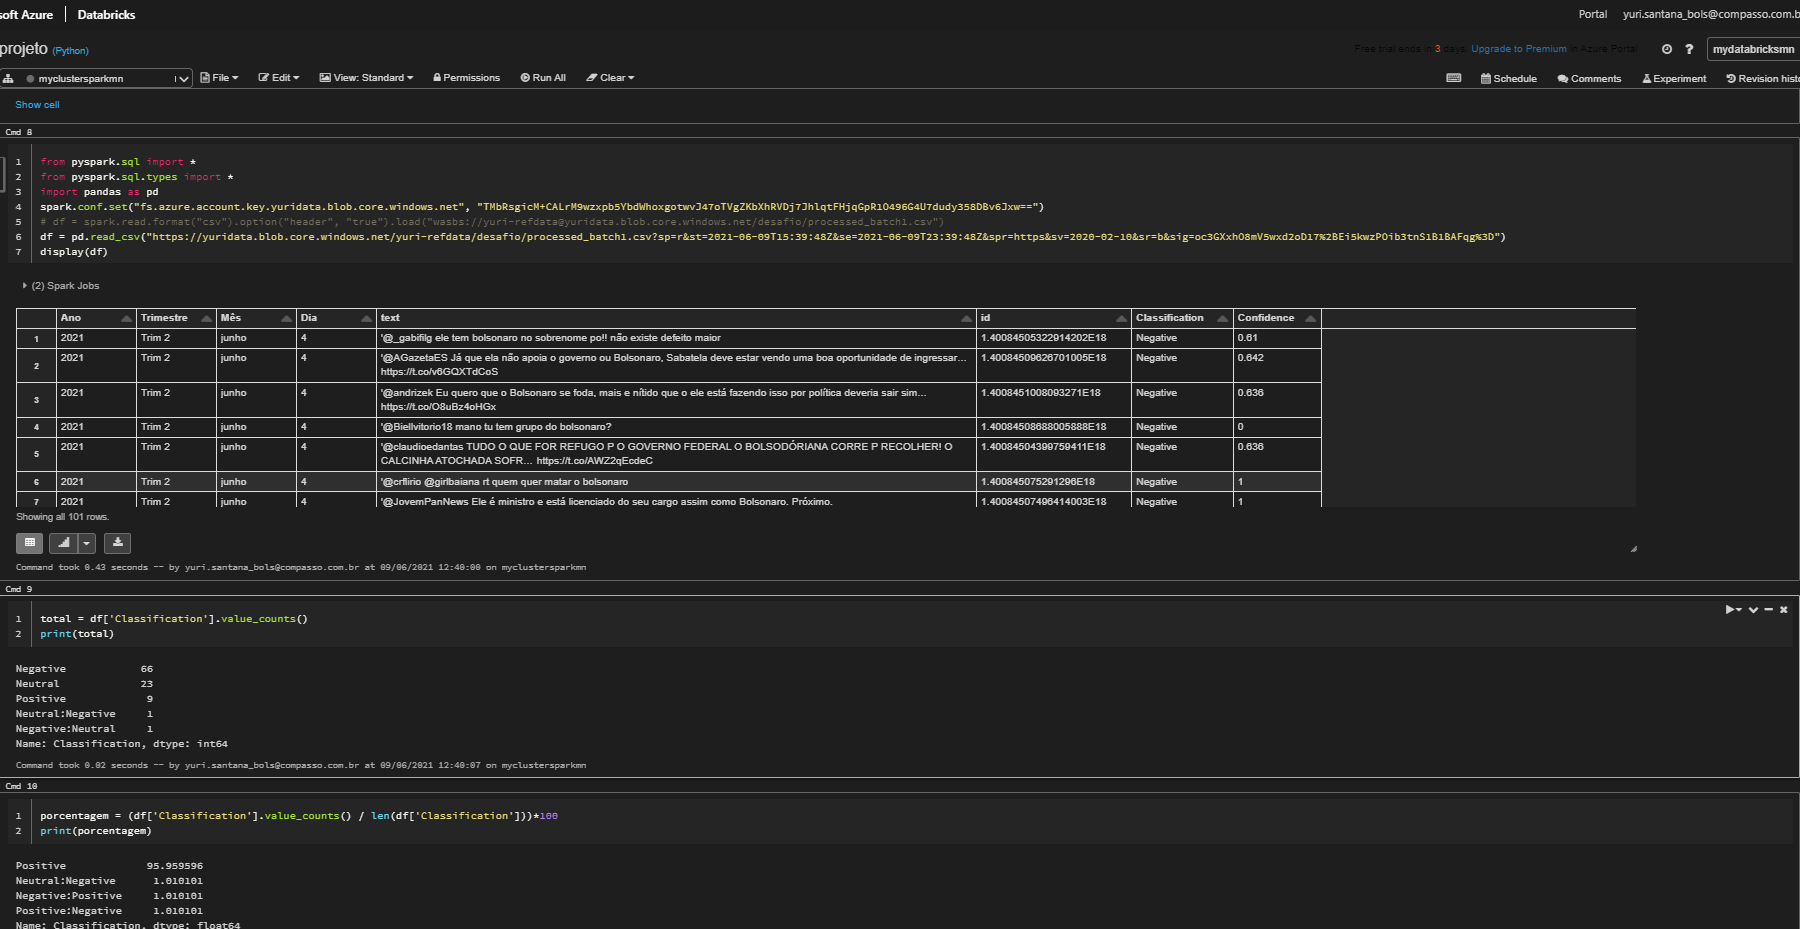 soft Azure | Databricks
Portal yuri.santana_bols@compasso.com.b
projeto (Python)
Free trial ends in 3 days. Upgrade to Premium in Azure Portal
? mydatabricksmn
myclustersparkmn File Edit View: Standard Permissions Run All Clear
Schedule Comments Experiment Revision histo
Show cell
Cmd 8
1 from pyspark.sql import *
2 from pyspark.sql.types import *
3 import pandas as pd
4 spark.conf.set("fs.azure.account.key.yuridata.blob.core.windows.net", "TMbRsgicM+CALrM9wzxpb5YbdWhoxgotwvJ47oTVgZKbXhRVDj7JhlqtFHjqGpR1O496G4U7dudy358DBv6Jxw==")
5 # df = spark.read.format("csv").option("header", "true").load("wasbs://yuri-refdata@yuridata.blob.core.windows.net/desafio/processed_batch1.csv")
6 df = pd.read_csv("https://yuridata.blob.core.windows.net/yuri-refdata/desafio/processed_batch1.csv?sp=r&st=2021-06-09T15:39:48Z&se=2021-06-09T23:39:48Z&spr=https&sv=2020-02-10&sr=b&sig=oc3GXxhO8mV5wxd2oD17%2BEi5kwzPOib3tnS1B1BAFqg%3D")
7 display(df)
(2) Spark Jobs
Ano Trimestre Mês Dia text id Classification Confidence
1 2021 Trim 2 junho 4 '@_gabifilg ele tem bolsonaro no sobrenome po!! não existe defeito maior 1.40084505322914202E18 Negative 0.61
2 2021 Trim 2 junho 4 '@AGazetaES Já que ela não apoia o governo ou Bolsonaro, Sabatela deve estar vendo uma boa oportunidade de ingressar... 1.40084509626701005E18 Negative 0.642
https://t.co/v6GQXTdCoS
3 2021 Trim 2 junho 4 '@andrizek Eu quero que o Bolsonaro se foda, mais e nítido que o ele está fazendo isso por política deveria sair sim... 1.4008451008093271E18 Negative 0.636
https://t.co/O8uBz4oHGx
4 2021 Trim 2 junho 4 '@Biellvitorio18 mano tu tem grupo do bolsonaro? 1.40084508688005888E18 Negative 0
5 2021 Trim 2 junho 4 '@claudioedantas TUDO O QUE FOR REFUGO P O GOVERNO FEDERAL O BOLSODÓRIANA CORRE P RECOLHER! O 1.40084504399759411E18 Negative 0.636
CALCINHA ATOCHADA SOFR... https://t.co/AWZ2qEcdeC
6 2021 Trim 2 junho 4 '@crflirio @girlbaiana rt quem quer matar o bolsonaro 1.400845075291296E18 Negative 1
7 2021 Trim 2 junho 4 '@JovemPanNews Ele é ministro e está licenciado do seu cargo assim como Bolsonaro. Próximo. 1.40084507496414003E18 Negative 1
Showing all 101 rows.
Command took 0.43 seconds -- by yuri.santana_bols@compasso.com.br at 09/06/2021 12:40:00 on myclustersparkmn
Cmd 9
1 total = df['Classification'].value_counts()
2 print(total)
Negative 66
Neutral 23
Positive 9
Neutral:Negative 1
Negative:Neutral 1
Name: Classification, dtype: int64
Command took 0.02 seconds -- by yuri.santana_bols@compasso.com.br at 09/06/2021 12:40:07 on myclustersparkmn
Cmd 10
1 porcentagem = (df['Classification'].value_counts() / len(df['Classification']))*100
2 print(porcentagem)
Positive 95.959596
Neutral:Negative 1.010101
Negative:Positive 1.010101
Positive:Negative 1.010101
Name: Classification, dtype: float64